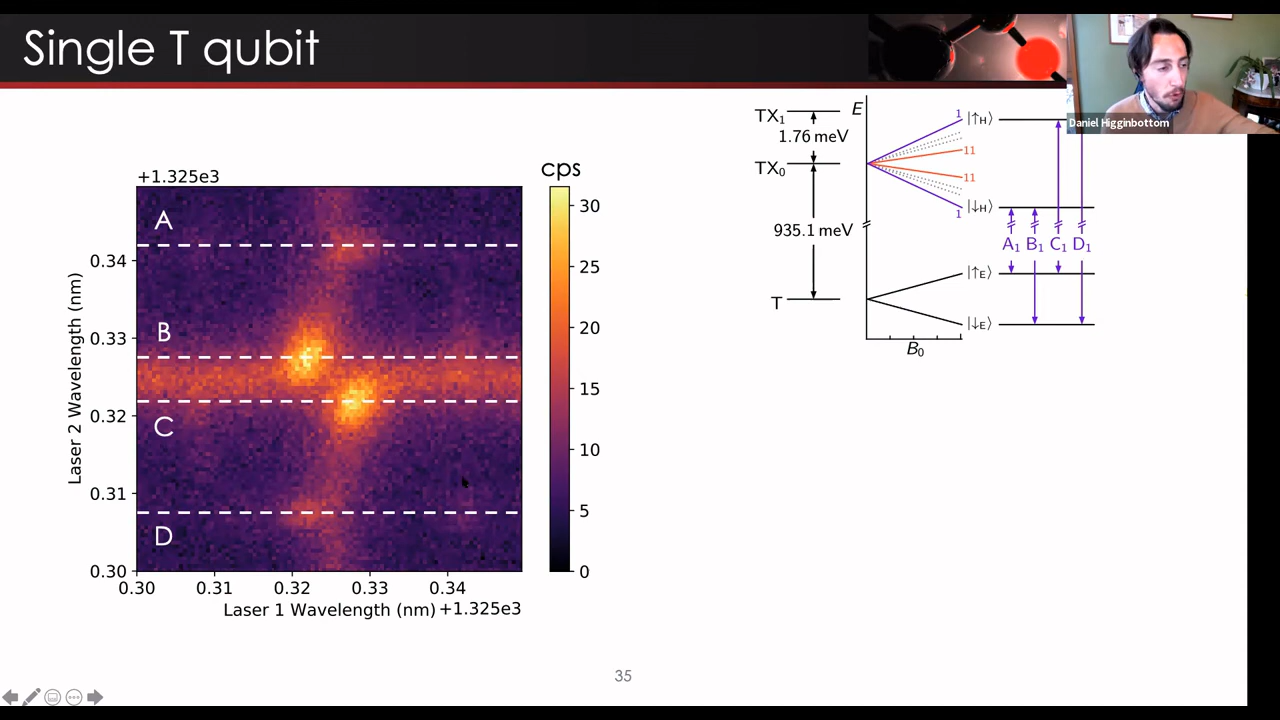 Single T qubit
Daniel Higginbottom
+1.325e3
cps
A
B
C
D
0.34
0.33
0.32
0.31
0.30
Laser 2 Wavelength (nm)
0.30 0.31 0.32 0.33 0.34
Laser 1 Wavelength (nm) +1.325e3
30
25
20
15
10
5
0
TX₁
1.76 meV
TX₀
935.1 meV
T
E
1 |↑H⟩
11
11
1 |↓H⟩
A₁ B₁ C₁ D₁
|↑E⟩
|↓E⟩
B₀
35